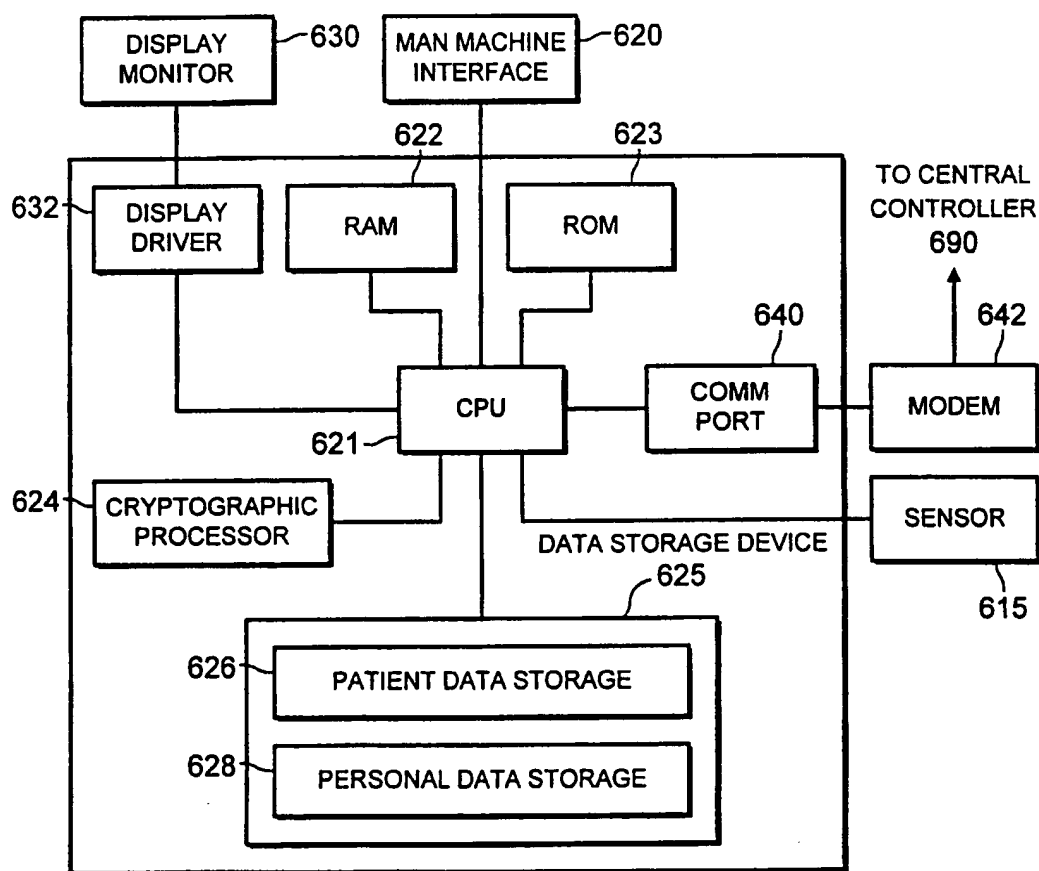 DISPLAY
MONITOR
630
MAN MACHINE
INTERFACE
620
622
623
632
DISPLAY
DRIVER
RAM
ROM
TO CENTRAL
CONTROLLER
690
640
642
CPU
621
COMM
PORT
MODEM
624
CRYPTOGRAPHIC
PROCESSOR
SENSOR
615
DATA STORAGE DEVICE
625
626
PATIENT DATA STORAGE
628
PERSONAL DATA STORAGE